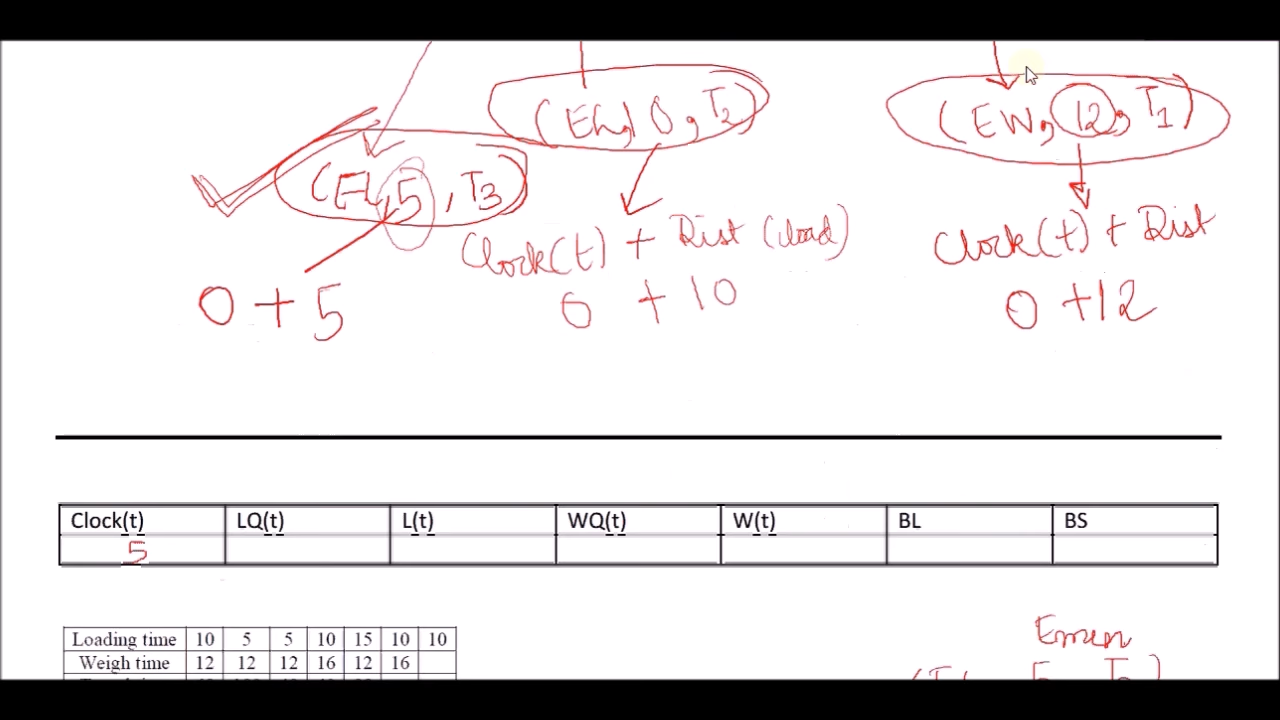 (EL, 10, T2)
(EW, 12, T1)
(EL, 5, T3)
Clock(t) + Dist (load)
Clock(t) + Dist
0 + 5
0 + 10
0 + 12
Clock(t) LQ(t) L(t) WQ(t) W(t) BL BS
5
Loading time 10 5 5 10 15 10 10
Weigh time 12 12 12 16 12 16